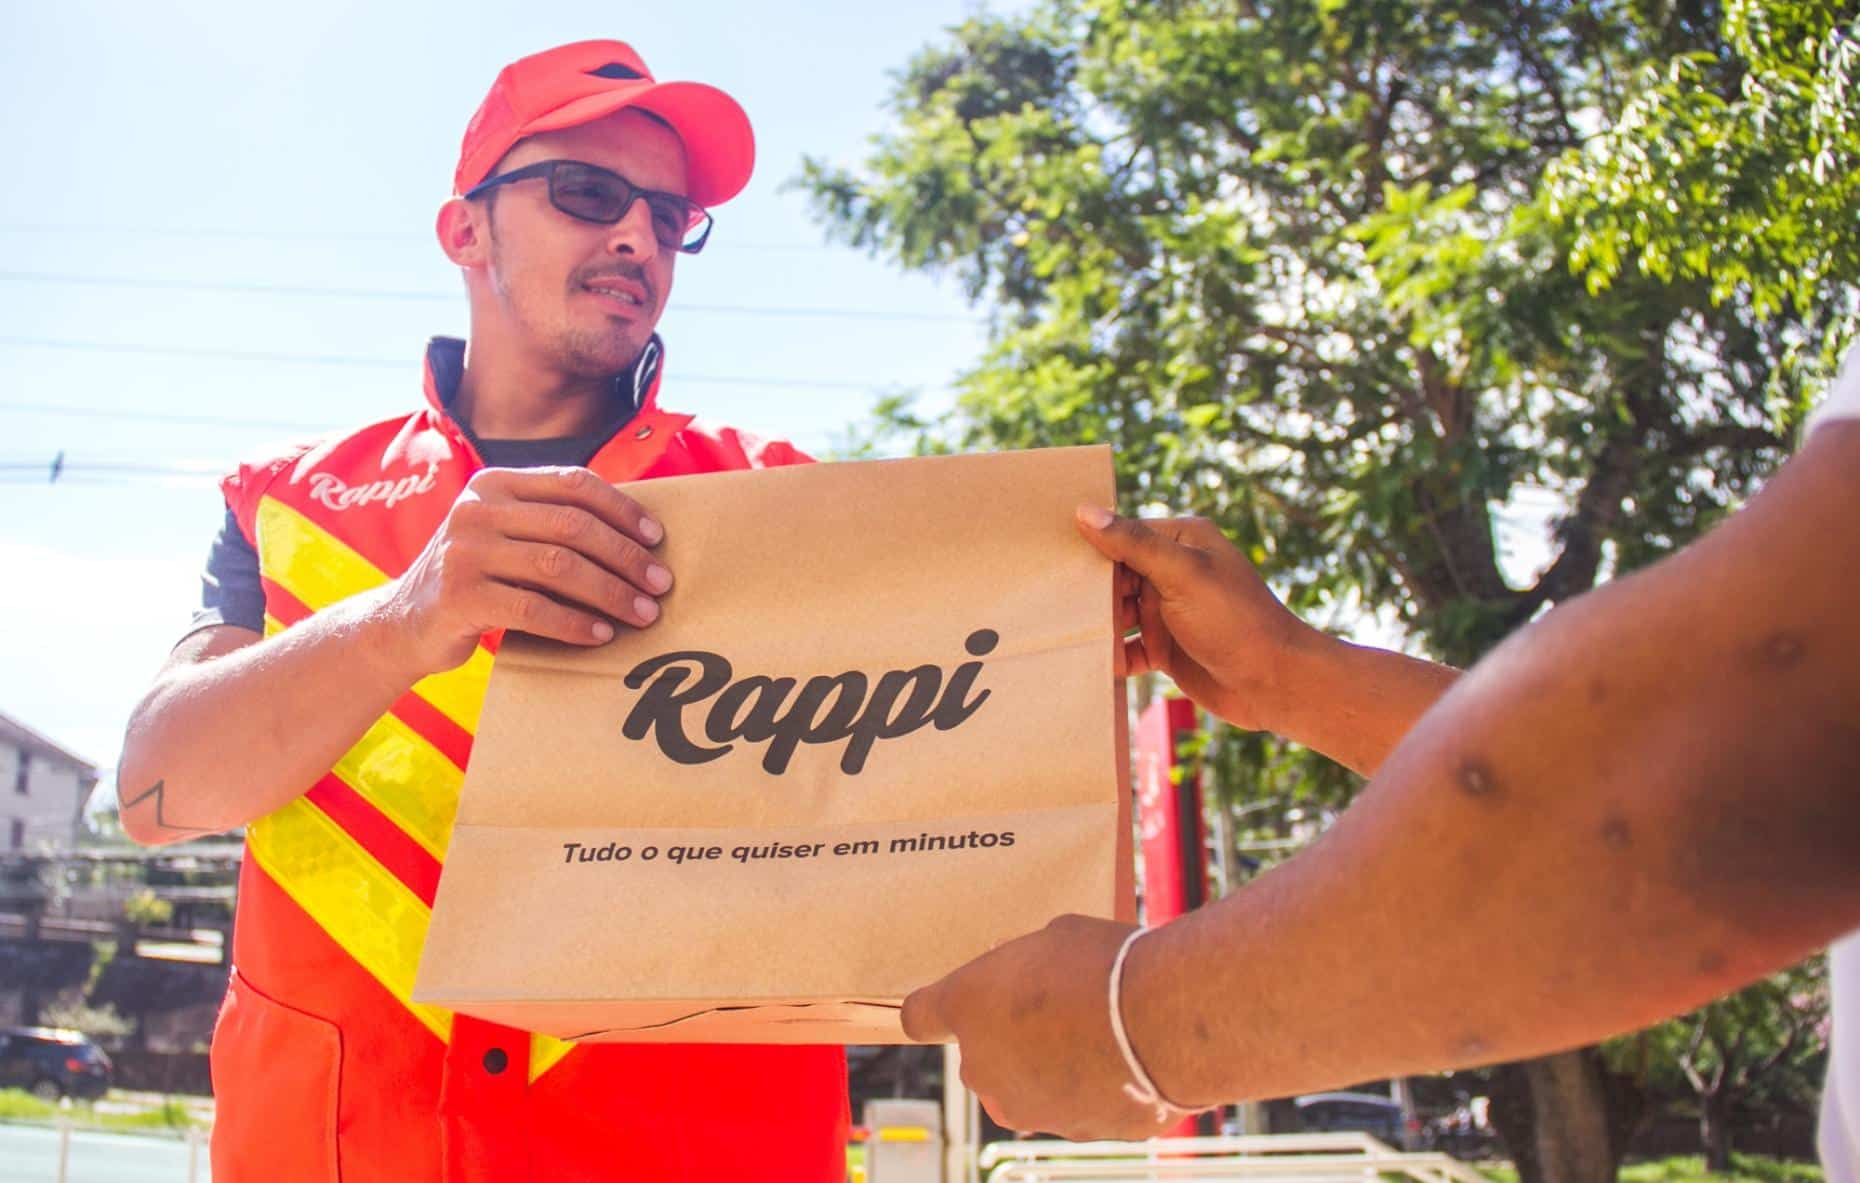 Rappi
Rappi
Tudo o que quiser em minutos